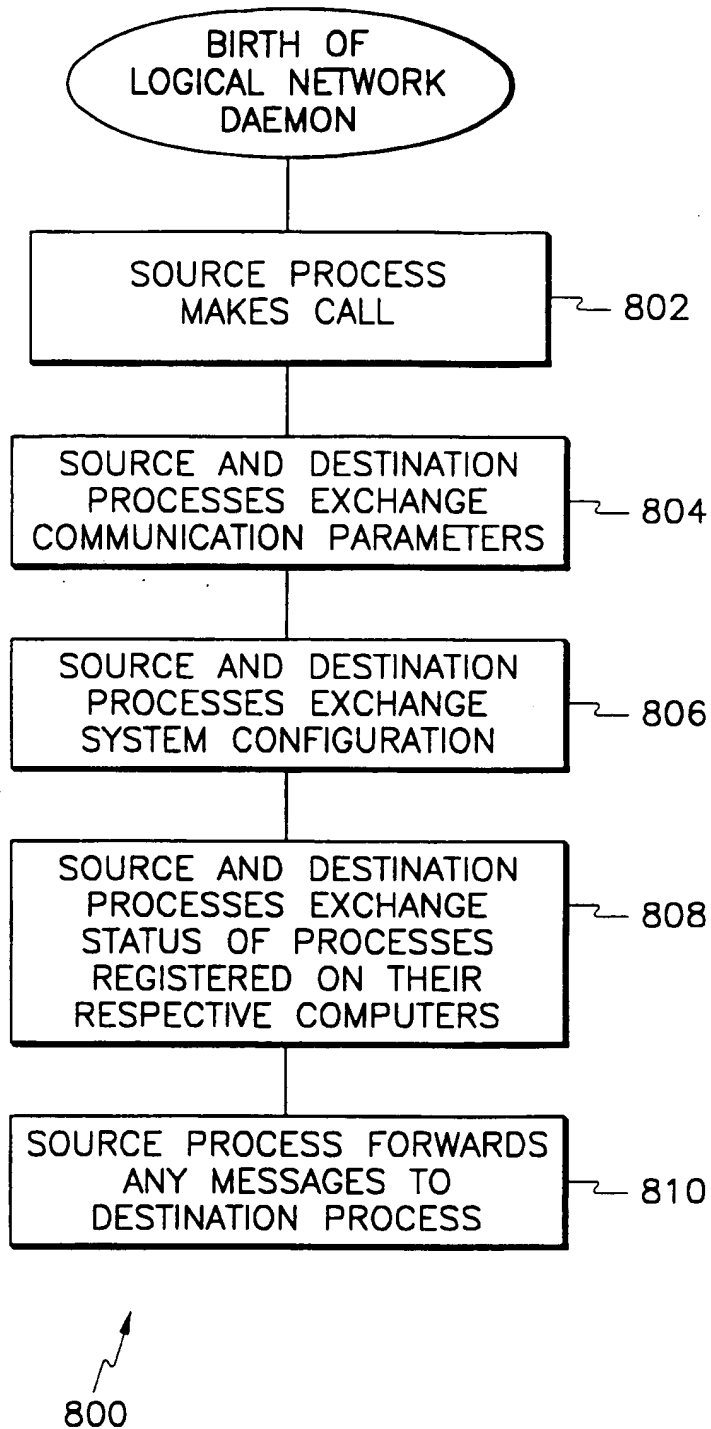 BIRTH OF
LOGICAL NETWORK
DAEMON
SOURCE PROCESS
MAKES CALL
802
SOURCE AND DESTINATION
PROCESSES EXCHANGE
COMMUNICATION PARAMETERS
804
SOURCE AND DESTINATION
PROCESSES EXCHANGE
SYSTEM CONFIGURATION
806
SOURCE AND DESTINATION
PROCESSES EXCHANGE
STATUS OF PROCESSES
REGISTERED ON THEIR
RESPECTIVE COMPUTERS
808
SOURCE PROCESS FORWARDS
ANY MESSAGES TO
DESTINATION PROCESS
810
800